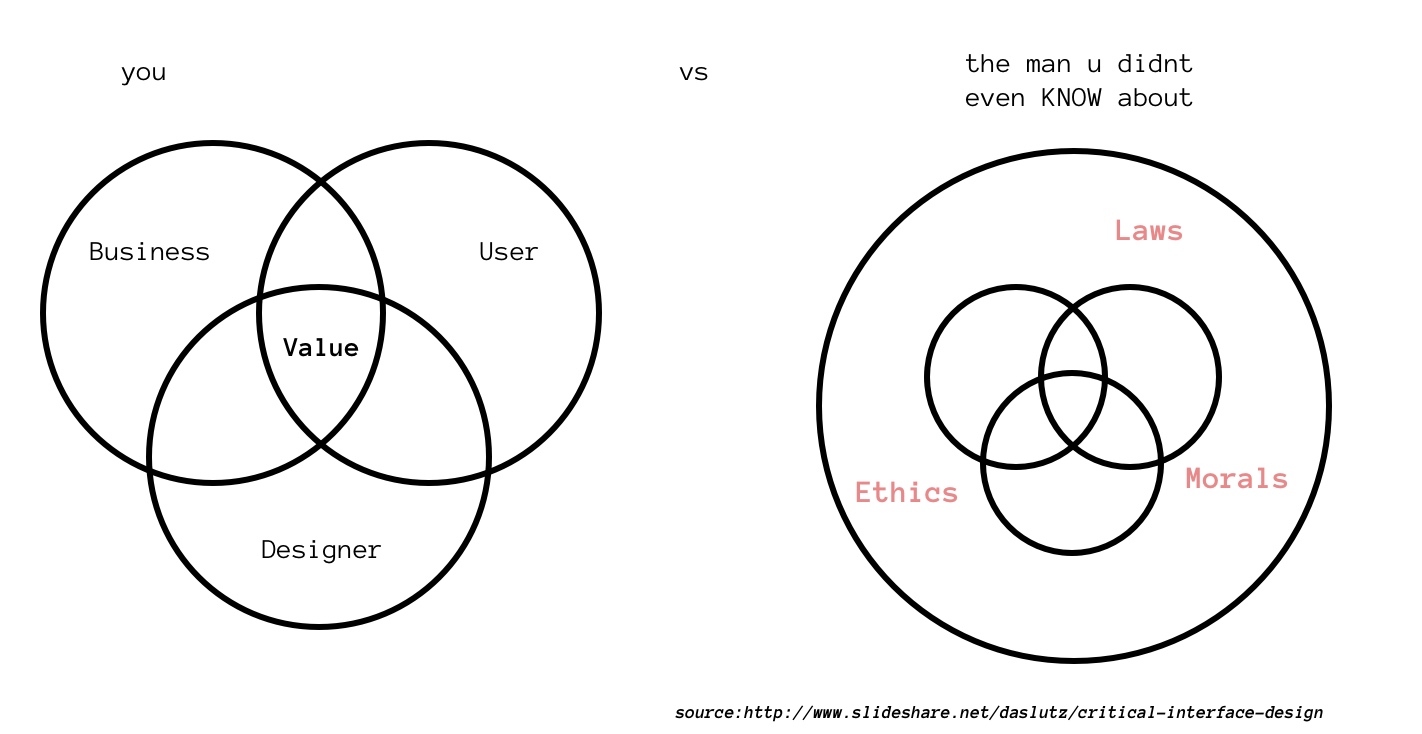 you
vs
the man u didnt
even KNOW about
Business
User
Value
Designer
Laws
Ethics
Morals
source:http://www.slideshare.net/daslutz/critical-interface-design